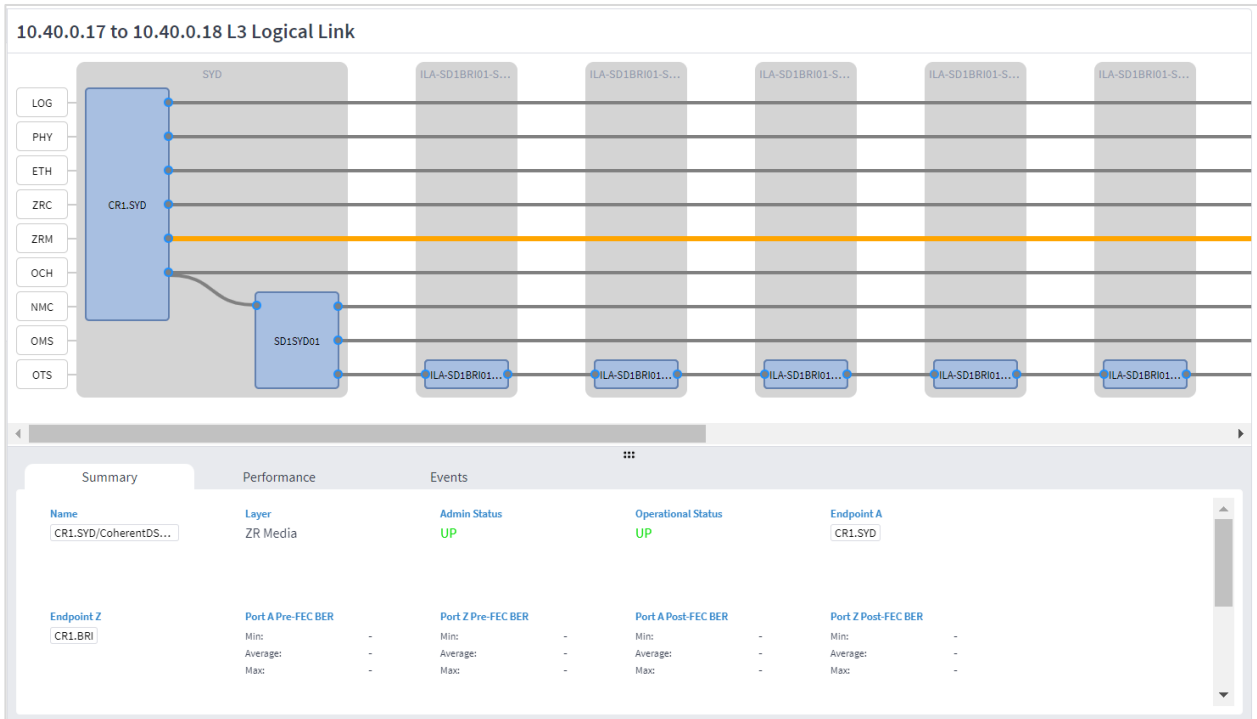 10.40.0.17 to 10.40.0.18 L3 Logical Link
SYD
ILA-SD1BRI01-S...
ILA-SD1BRI01-S...
ILA-SD1BRI01-S...
ILA-SD1BRI01-S...
ILA-SD1BRI01-S...
LOG
PHY
ETH
ZRC
CR1.SYD
ZRM
OCH
NMC
OMS
SD1SYD01
OTS
ILA-SD1BRI01...
ILA-SD1BRI01...
ILA-SD1BRI01...
ILA-SD1BRI01...
ILA-SD1BRI01...
Summary
Performance
Events
Name
CR1.SYD/CoherentDS...
Layer
ZR Media
Admin Status
UP
Operational Status
UP
Endpoint A
CR1.SYD
Endpoint Z
CR1.BRI
Port A Pre-FEC BER
Min: -
Average: -
Max: -
Port Z Pre-FEC BER
Min: -
Average: -
Max: -
Port A Post-FEC BER
Min: -
Average: -
Max: -
Port Z Post-FEC BER
Min: -
Average: -
Max: -